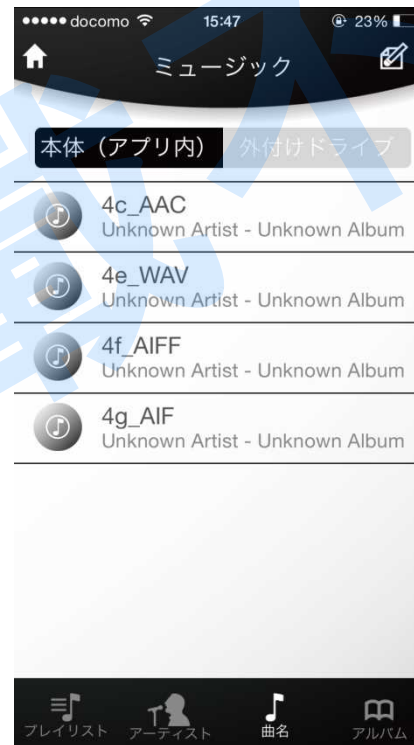 docomo 15:47 23%
ミュージック
本体（アプリ内） 外付けドライブ
4c_AAC
Unknown Artist - Unknown Album
4e_WAV
Unknown Artist - Unknown Album
4f_AIFF
Unknown Artist - Unknown Album
4g_AIF
Unknown Artist - Unknown Album
プレイリスト アーティスト 曲名 アルバム